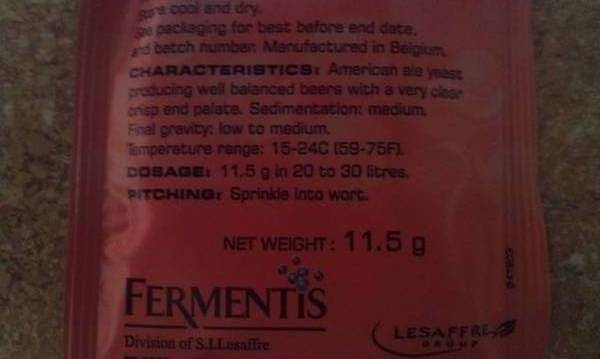 Store cool and dry.
See packaging for best before end date,
and batch number. Manufactured in Belgium.
CHARACTERISTICS: American ale yeast
producing well balanced beers with a very clear
crisp end palate. Sedimentation: medium.
Final gravity: low to medium.
Temperature range: 15-24C (59-75F).
DOSAGE: 11.5 g in 20 to 30 litres.
PITCHING: Sprinkle into wort.
NET WEIGHT: 11.5 g
FERMENTIS
Division of S.I.Lesaffre
LESAFFRE
GROUP